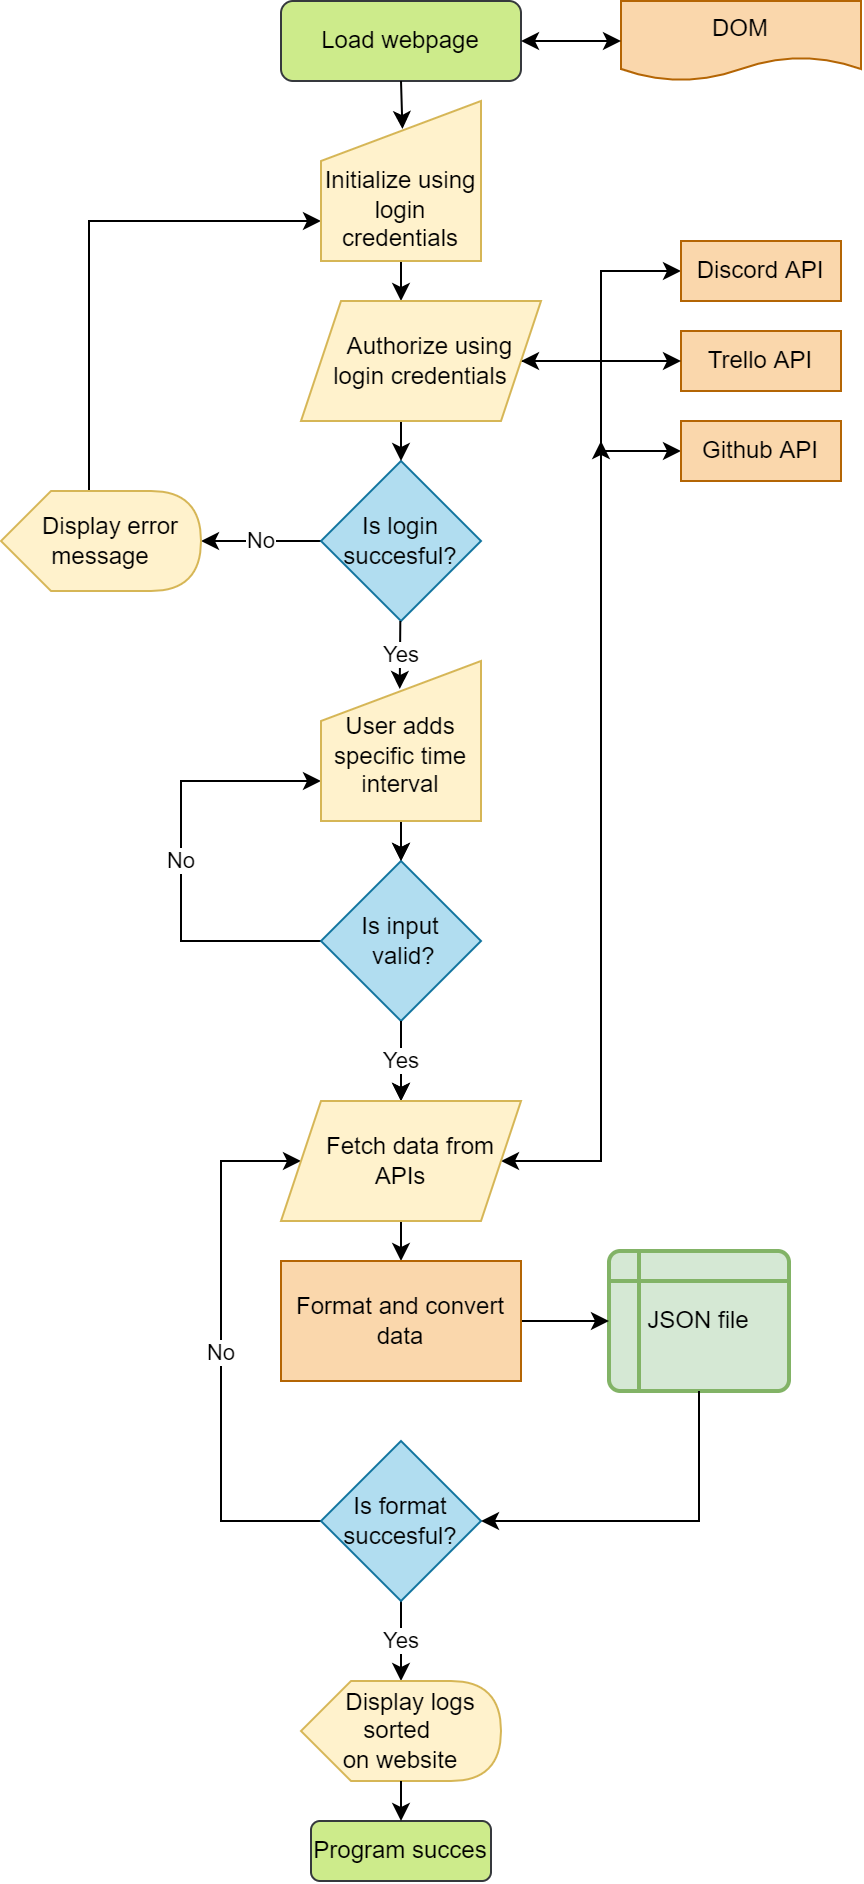 Load webpage
DOM
Initialize using
login
credentials
Discord API
Authorize using
login credentials
Trello API
Github API
Is login
succesful?
Display error
message
No
Yes
User adds
specific time
interval
No
Is input
valid?
Yes
Fetch data from
APIs
Format and convert
data
JSON file
No
Is format
succesful?
Yes
Display logs
sorted
on website
Program succes